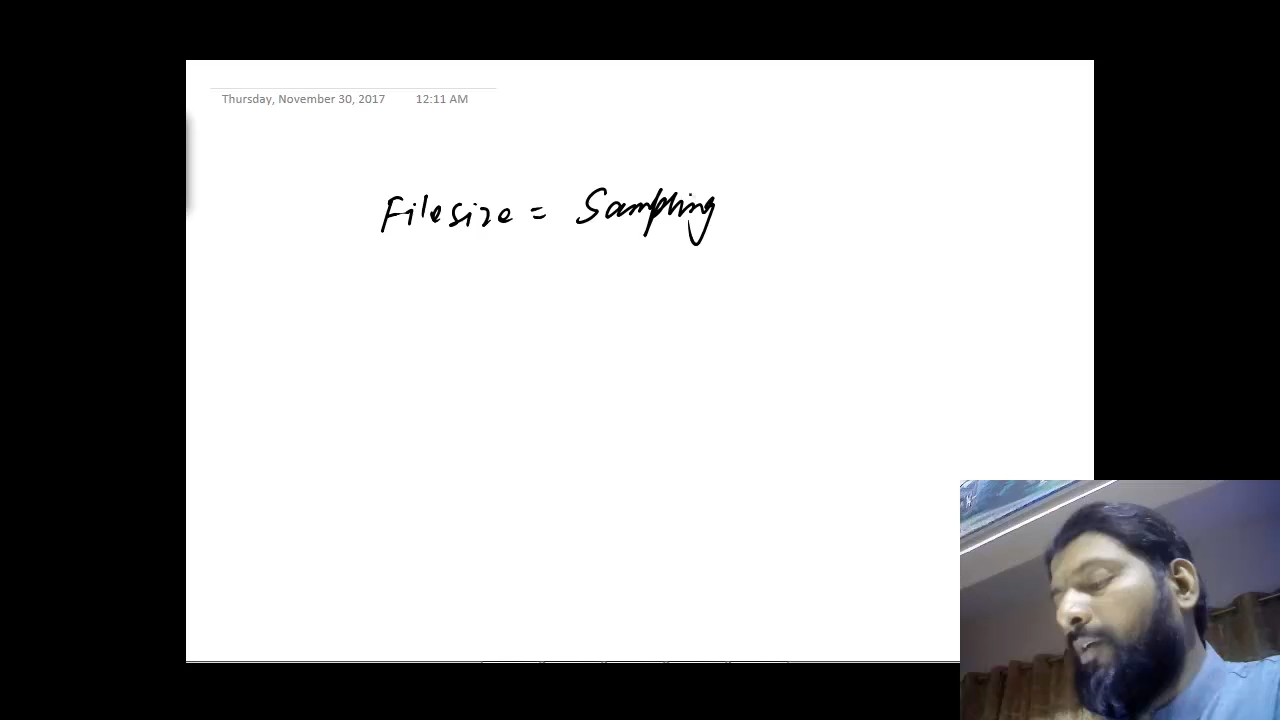 Thursday, November 30, 2017 12:11 AM
Filesize = Sampling